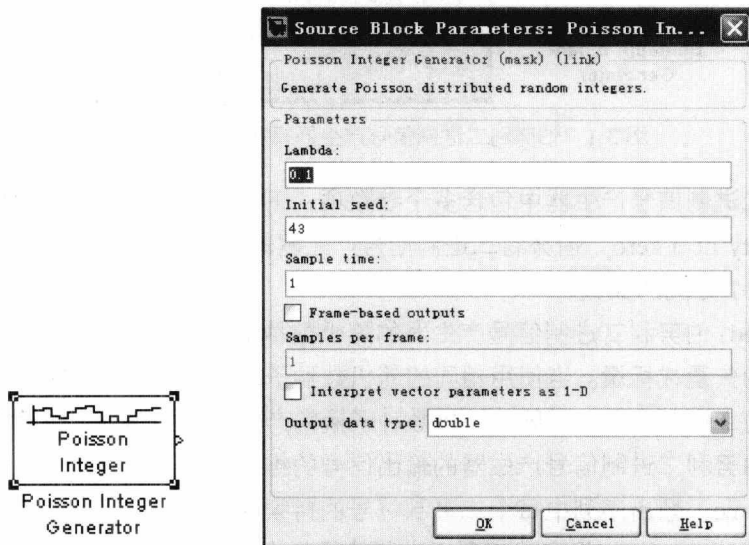 Source Block Parameters: Poisson In...
Poisson Integer Generator (mask) (link)
Generate Poisson distributed random integers.
Parameters
Lambda:
0.1
Initial seed:
43
Sample time:
1
Frame-based outputs
Samples per frame:
1
Interpret vector parameters as 1-D
Output data type: double
OK
Cancel
Help
Poisson
Integer
Poisson Integer
Generator